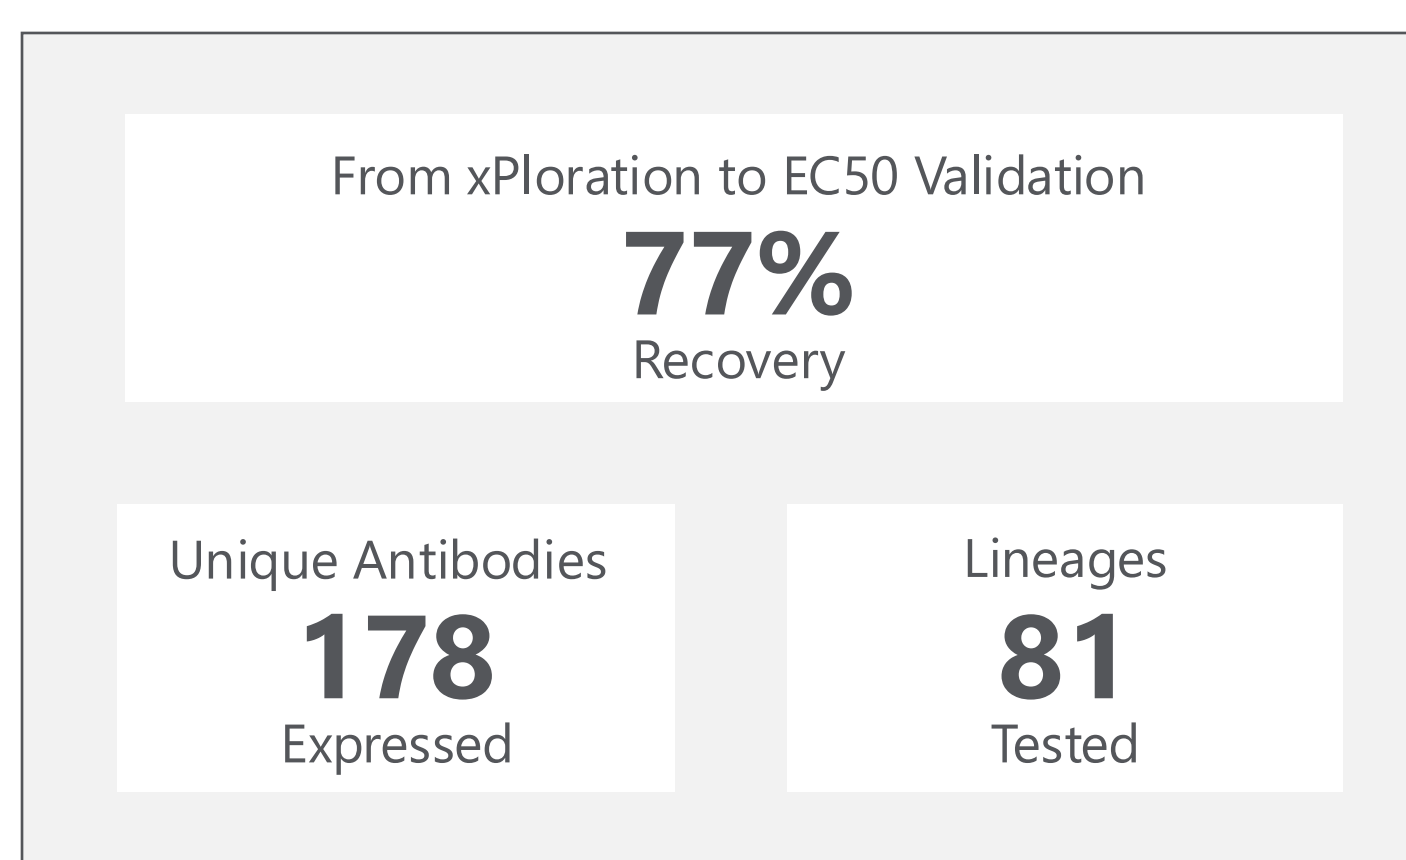 From xPloration to EC50 Validation
77%
Recovery
Unique Antibodies
178
Expressed
Lineages
81
Tested